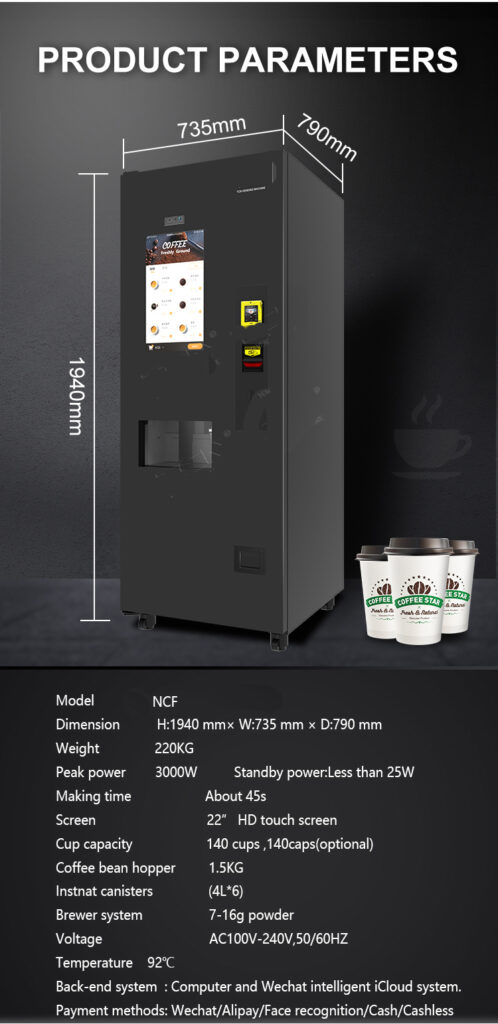 PRODUCT PARAMETERS
735mm
790mm
1940mm
COFFEE
Freshly Ground
COFFEE STAR
Fresh & Natural
Model NCF
Dimension H:1940 mm× W:735 mm × D:790 mm
Weight 220KG
Peak power 3000W Standby power:Less than 25W
Making time About 45s
Screen 22″ HD touch screen
Cup capacity 140 cups ,140caps(optional)
Coffee bean hopper 1.5KG
Instnat canisters (4L*6)
Brewer system 7-16g powder
Voltage AC100V-240V,50/60HZ
Temperature 92℃
Back-end system : Computer and Wechat intelligent iCloud system.
Payment methods: Wechat/Alipay/Face recognition/Cash/Cashless